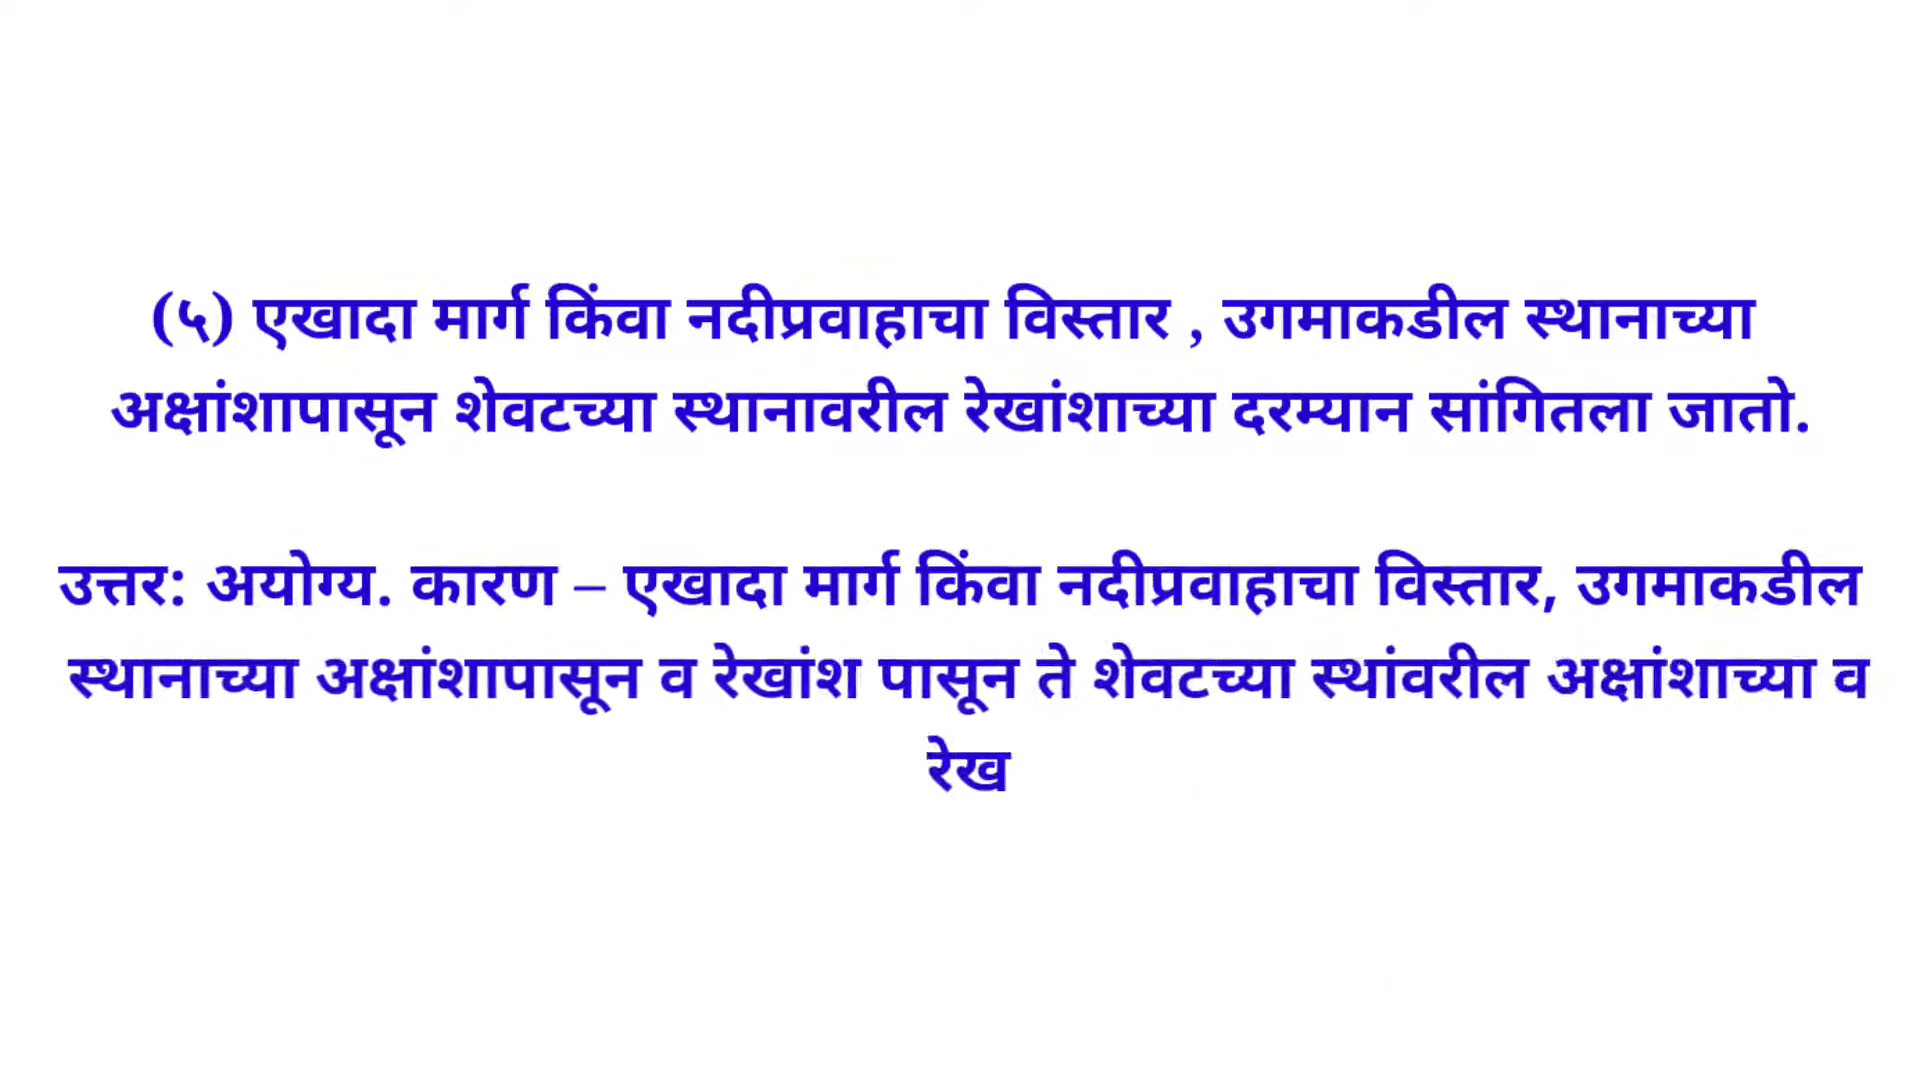 (५) एखादा मार्ग किंवा नदीप्रवाहाचा विस्तार , उगमाकडील स्थानाच्या
अक्षांशापासून शेवटच्या स्थानावरील रेखांशाच्या दरम्यान सांगितला जातो.
उत्तर: अयोग्य. कारण – एखादा मार्ग किंवा नदीप्रवाहाचा विस्तार, उगमाकडील
स्थानाच्या अक्षांशापासून व रेखांश पासून ते शेवटच्या स्थांवरील अक्षांशाच्या व
रेख